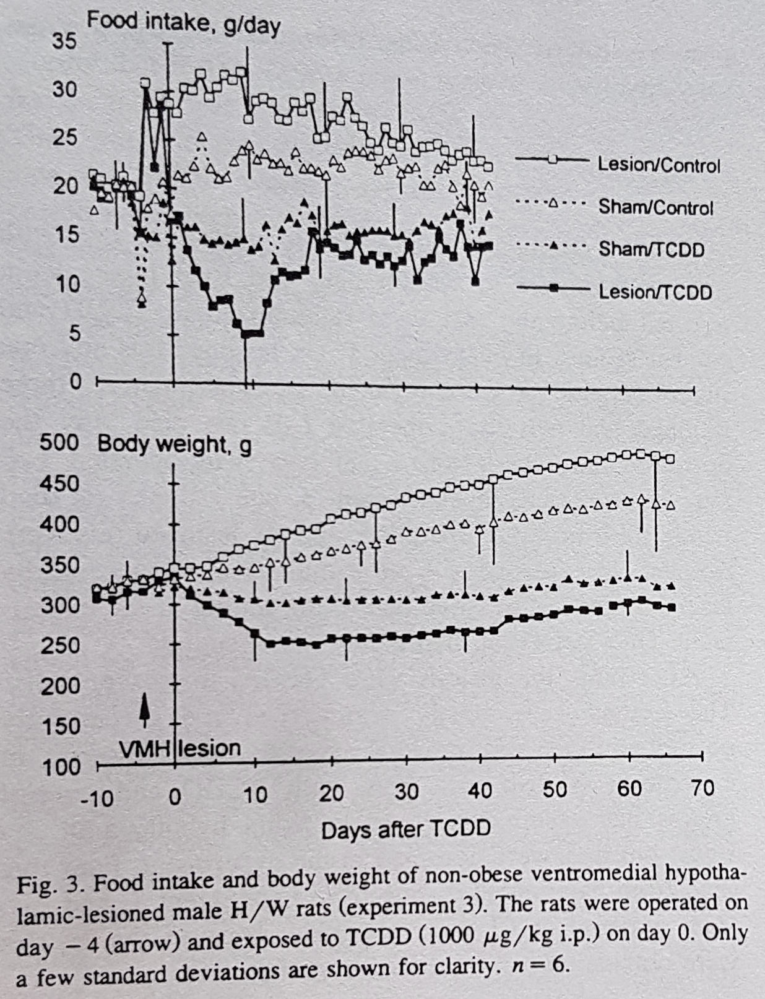 Food intake, g/day
35
30
25
20
15
10
5
0
Lesion/Control
Sham/Control
Sham/TCDD
Lesion/TCDD
500 Body weight, g
450
400
350
300
250
200
150
VMH lesion
100
-10 0 10 20 30 40 50 60 70
Days after TCDD
Fig. 3. Food intake and body weight of non-obese ventromedial hypotha-
lamic-lesioned male H/W rats (experiment 3). The rats were operated on
day −4 (arrow) and exposed to TCDD (1000 μg/kg i.p.) on day 0. Only
a few standard deviations are shown for clarity. n = 6.